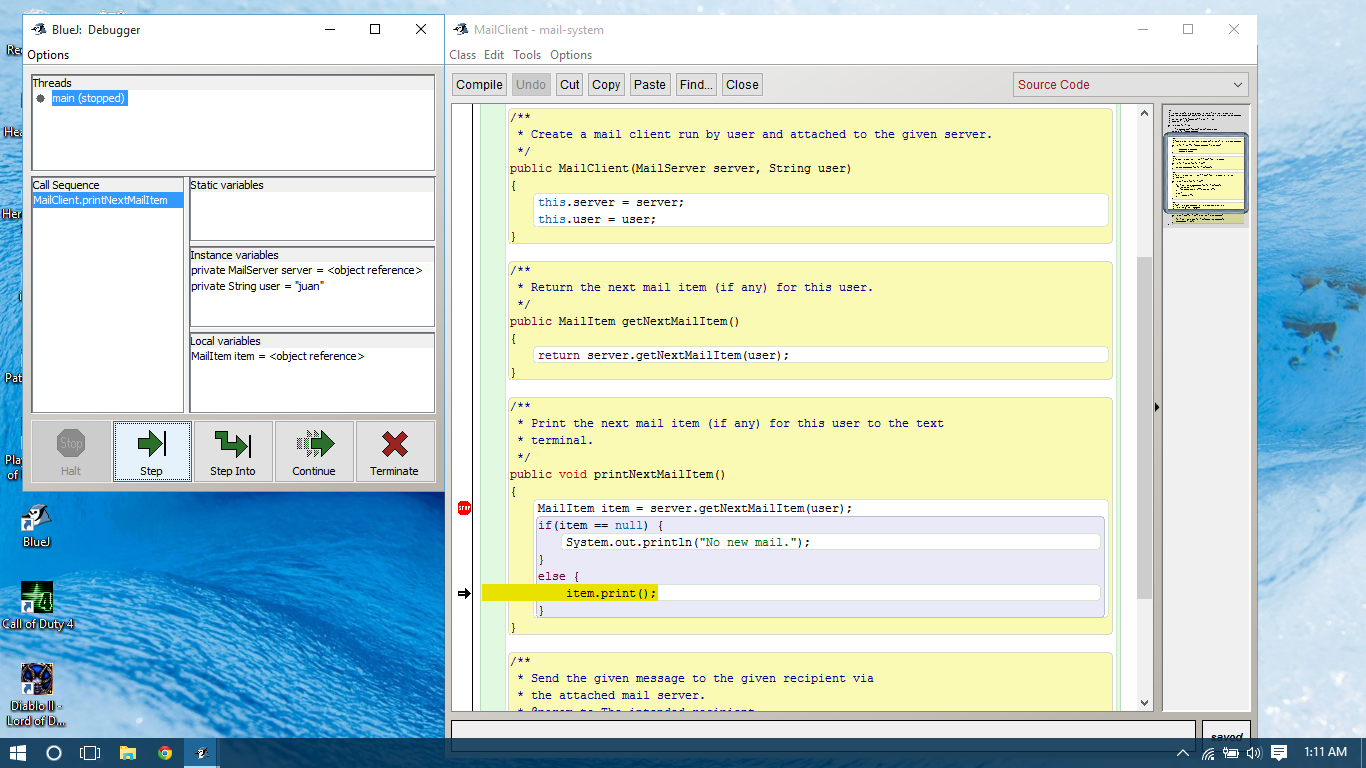 BlueJ: Debugger
Options
Threads
main (stopped)
Call Sequence
MailClient.printNextMailItem
Static variables
Instance variables
private MailServer server = <object reference>
private String user = "juan"
Local variables
MailItem item = <object reference>
Stop
Halt
Step
Step Into
Continue
Terminate
MailClient - mail-system
Class Edit Tools Options
Compile Undo Cut Copy Paste Find... Close
Source Code
/**
* Create a mail client run by user and attached to the given server.
*/
public MailClient(MailServer server, String user)
{
this.server = server;
this.user = user;
}
/**
* Return the next mail item (if any) for this user.
*/
public MailItem getNextMailItem()
{
return server.getNextMailItem(user);
}
/**
* Print the next mail item (if any) for this user to the text
* terminal.
*/
public void printNextMailItem()
{
STOP
MailItem item = server.getNextMailItem(user);
if(item == null) {
System.out.println("No new mail.");
}
else {
item.print();
}
}
/**
* Send the given message to the given recipient via
* the attached mail server.
* @param to The intended recipient
saved
BlueJ
Call of Duty 4
Diablo II -
Lord of D...
1:11 AM